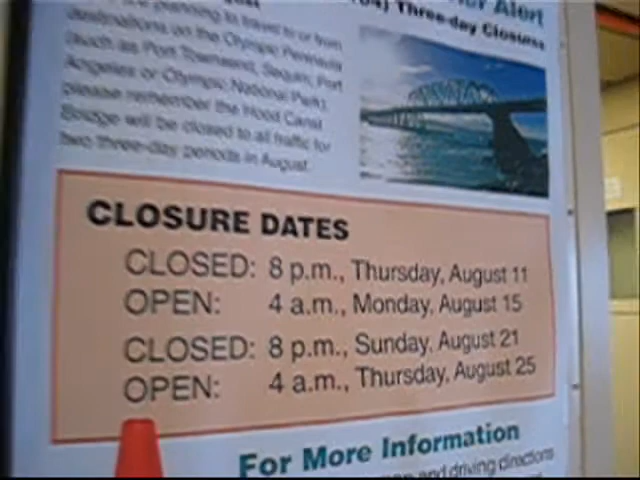 Alert
104) Three-day Closures
planning to travel to or from
destinations on the Olympic Peninsula
(such as Port Townsend, Sequim, Port
Angeles or Olympic National Park),
please remember the Hood Canal
Bridge will be closed to all traffic for
two three-day periods in August.
CLOSURE DATES
CLOSED: 8 p.m., Thursday, August 11
OPEN: 4 a.m., Monday, August 15
CLOSED: 8 p.m., Sunday, August 21
OPEN: 4 a.m., Thursday, August 25
For More Information
and driving directions